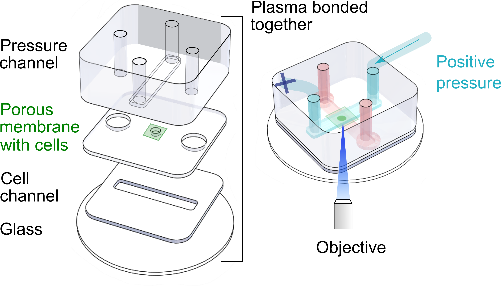 Plasma bonded
together
Pressure
channel
Positive
pressure
Porous
membrane
with cells
Cell
channel
Glass
Objective